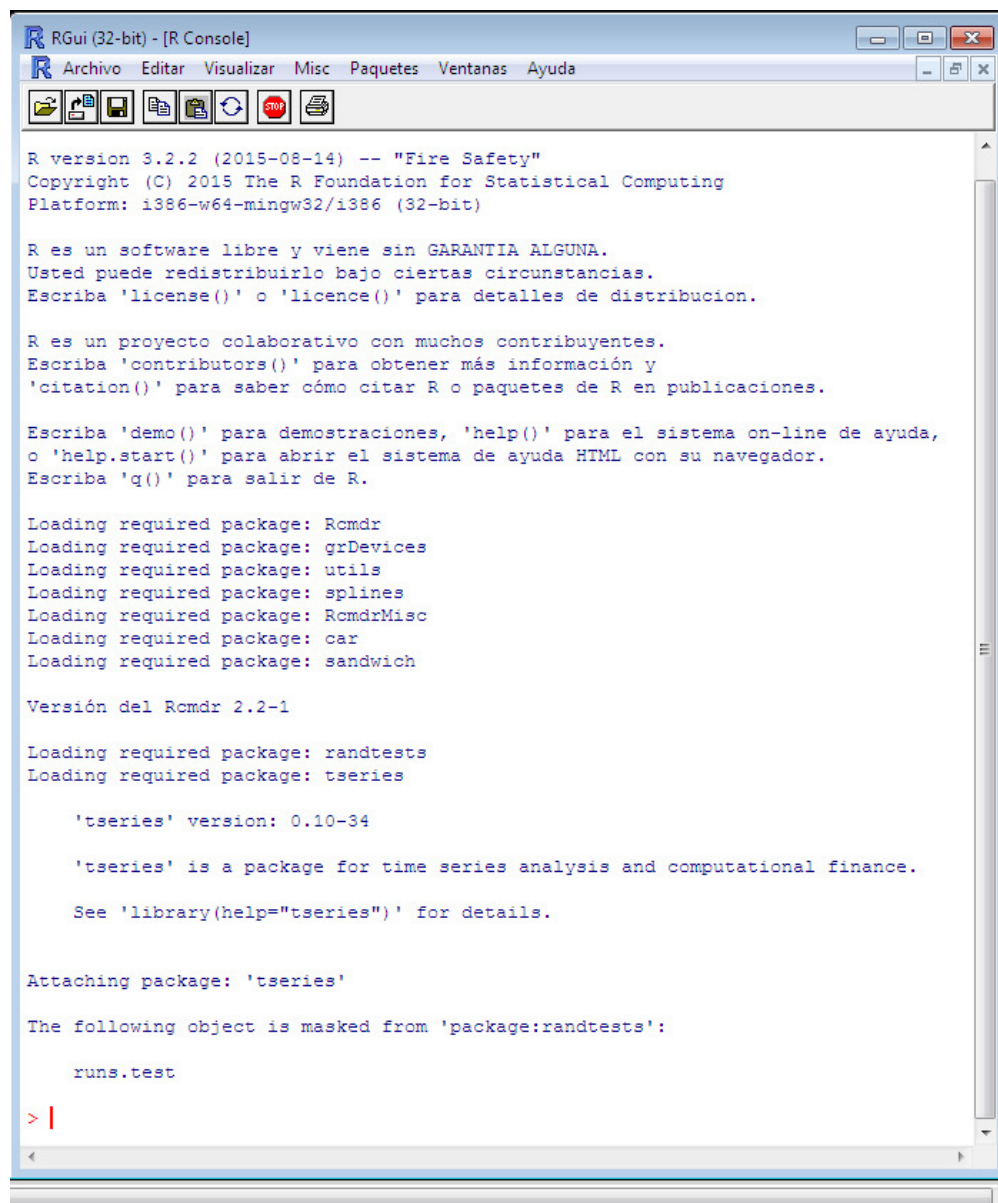 RGui (32-bit) - [R Console]
Archivo Editar Visualizar Misc Paquetes Ventanas Ayuda
STOP
R version 3.2.2 (2015-08-14) -- "Fire Safety"
Copyright (C) 2015 The R Foundation for Statistical Computing
Platform: i386-w64-mingw32/i386 (32-bit)
R es un software libre y viene sin GARANTIA ALGUNA.
Usted puede redistribuirlo bajo ciertas circunstancias.
Escriba 'license()' o 'licence()' para detalles de distribucion.
R es un proyecto colaborativo con muchos contribuyentes.
Escriba 'contributors()' para obtener más información y
'citation()' para saber cómo citar R o paquetes de R en publicaciones.
Escriba 'demo()' para demostraciones, 'help()' para el sistema on-line de ayuda,
o 'help.start()' para abrir el sistema de ayuda HTML con su navegador.
Escriba 'q()' para salir de R.
Loading required package: Rcmdr
Loading required package: grDevices
Loading required package: utils
Loading required package: splines
Loading required package: RcmdrMisc
Loading required package: car
Loading required package: sandwich
Versión del Rcmdr 2.2-1
Loading required package: randtests
Loading required package: tseries
'tseries' version: 0.10-34
'tseries' is a package for time series analysis and computational finance.
See 'library(help="tseries")' for details.
Attaching package: 'tseries'
The following object is masked from 'package:randtests':
runs.test
>